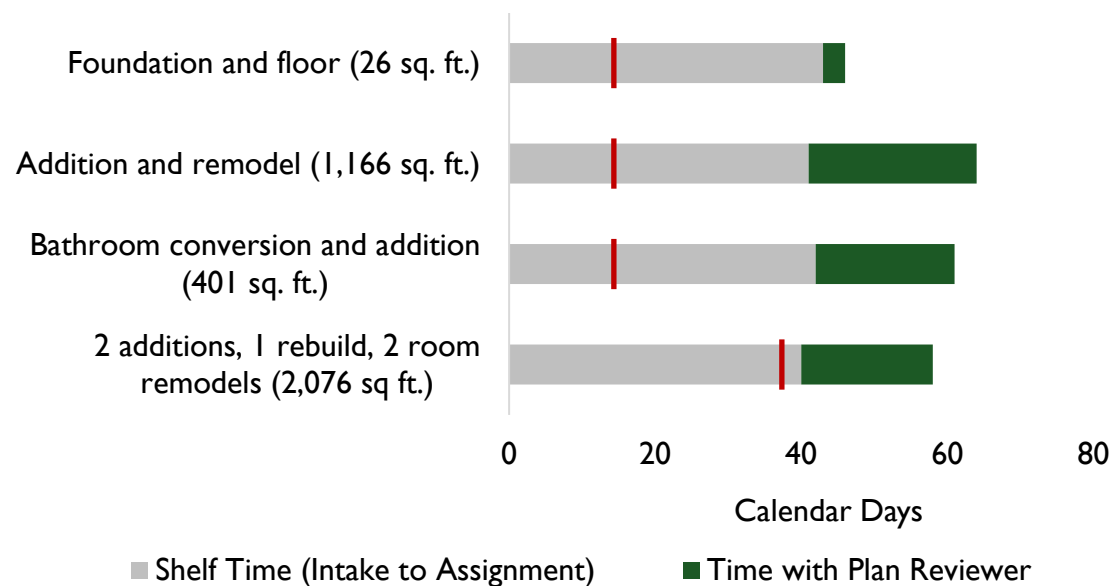 Foundation and floor (26 sq. ft.)
Addition and remodel (1,166 sq. ft.)
Bathroom conversion and addition
(401 sq. ft.)
2 additions, 1 rebuild, 2 room
remodels (2,076 sq ft.)
0 20 40 60 80
Calendar Days
Shelf Time (Intake to Assignment) Time with Plan Reviewer